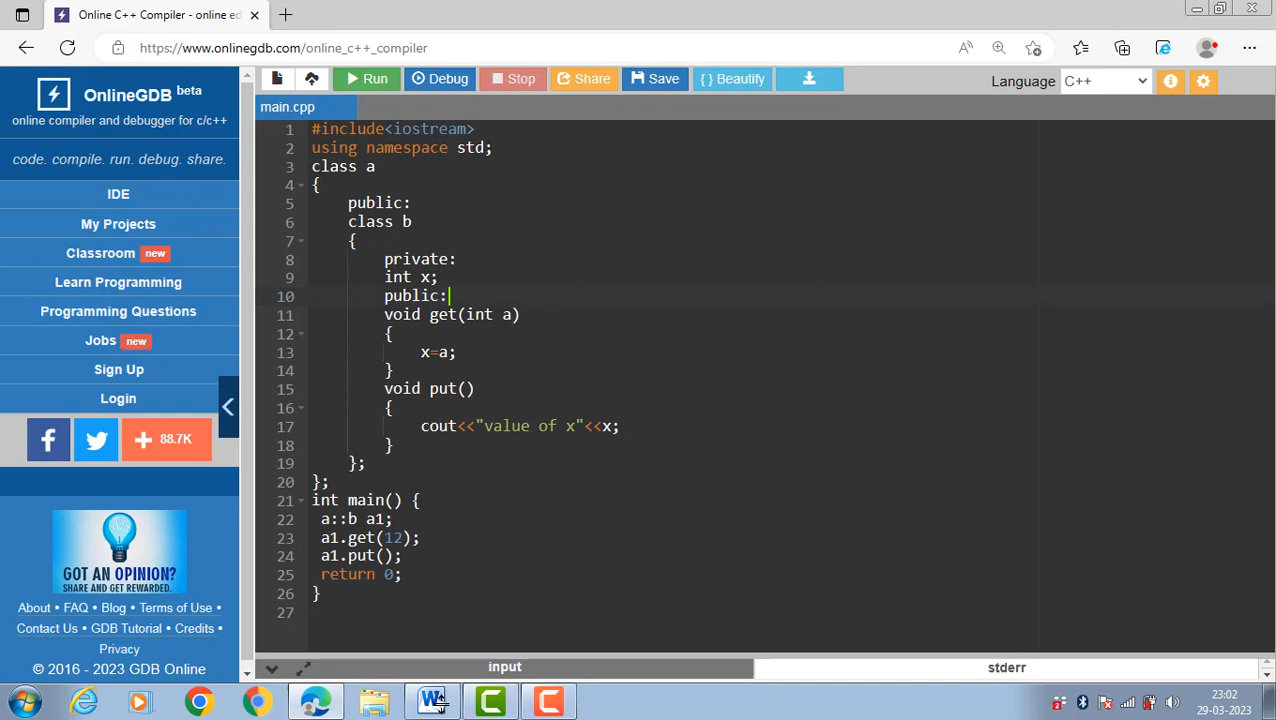 Online C++ Compiler - online ed
https://www.onlinegdb.com/online_c++_compiler
OnlineGDB beta
online compiler and debugger for c/c++
code. compile. run. debug. share.
IDE
My Projects
Classroom new
Learn Programming
Programming Questions
Jobs new
Sign Up
Login
f
88.7K
GOT AN OPINION?
SHARE AND GET REWARDED.
About • FAQ • Blog • Terms of Use •
Contact Us • GDB Tutorial • Credits •
Privacy
© 2016 - 2023 GDB Online
Run
Debug
Stop
Share
Save
{ } Beautify
Language C++
main.cpp
1 #include<iostream>
2 using namespace std;
3 class a
4 {
5 public:
6 class b
7 {
8 private:
9 int x;
10 public:
11 void get(int a)
12 {
13 x=a;
14 }
15 void put()
16 {
17 cout<<"value of x"<<x;
18 }
19 };
20 };
21 int main() {
22 a::b a1;
23 a1.get(12);
24 a1.put();
25 return 0;
26 }
27
input
stderr
23:02
29-03-2023